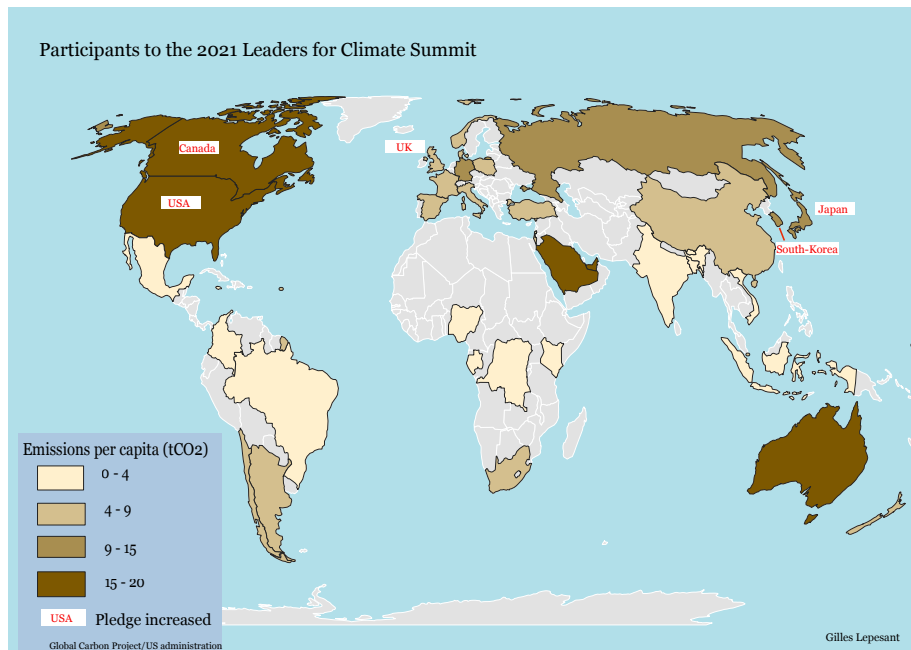 Participants to the 2021 Leaders for Climate Summit
Canada
UK
USA
Japan
South-Korea
Emissions per capita (tCO2)
0 - 4
4 - 9
9 - 15
15 - 20
USA Pledge increased
Global Carbon Project/US administration
Gilles Lepesant